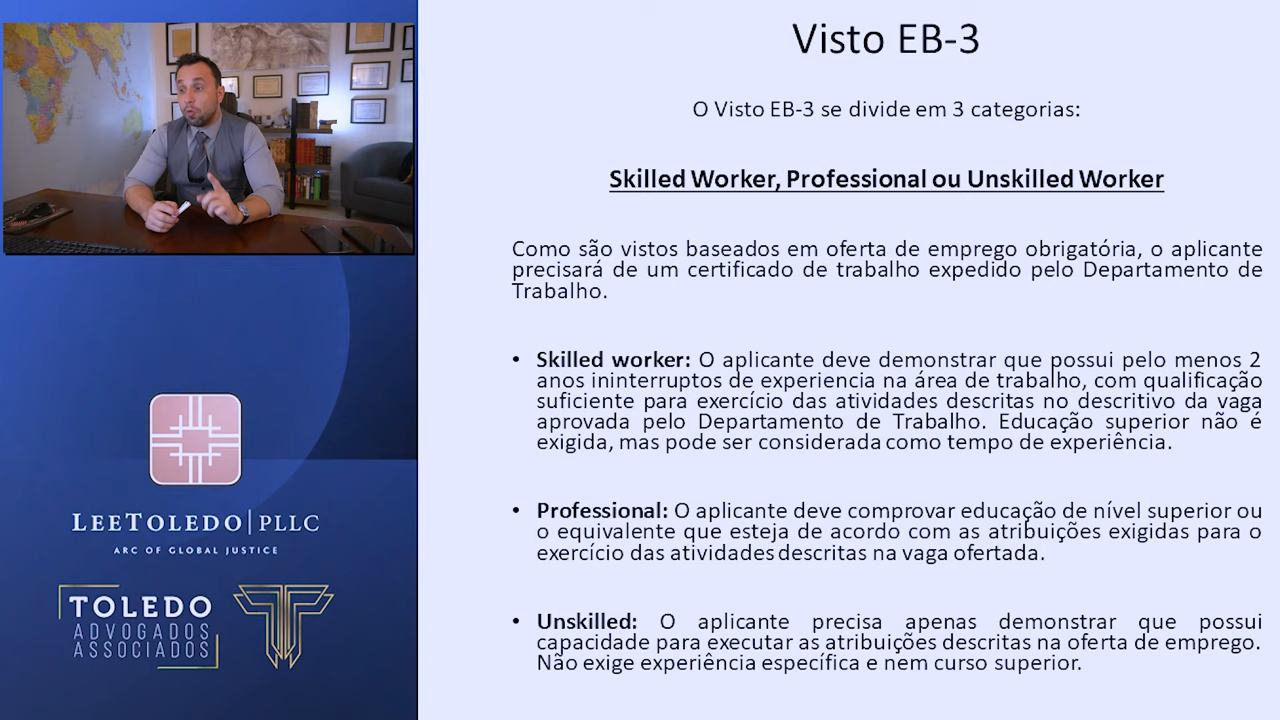 Visto EB-3
O Visto EB-3 se divide em 3 categorias:
Skilled Worker, Professional ou Unskilled Worker
Como são vistos baseados em oferta de emprego obrigatória, o aplicante
precisará de um certificado de trabalho expedido pelo Departamento de
Trabalho.
• Skilled worker: O aplicante deve demonstrar que possui pelo menos 2
anos ininterruptos de experiencia na área de trabalho, com qualificação
suficiente para exercício das atividades descritas no descritivo da vaga
aprovada pelo Departamento de Trabalho. Educação superior não é
exigida, mas pode ser considerada como tempo de experiência.
• Professional: O aplicante deve comprovar educação de nível superior ou
o equivalente que esteja de acordo com as atribuições exigidas para o
exercício das atividades descritas na vaga ofertada.
• Unskilled: O aplicante precisa apenas demonstrar que possui
capacidade para executar as atribuições descritas na oferta de emprego.
Não exige experiência específica e nem curso superior.
LEETOLEDO|PLLC
ARC OF GLOBAL JUSTICE
TOLEDO
ADVOGADOS
ASSOCIADOS